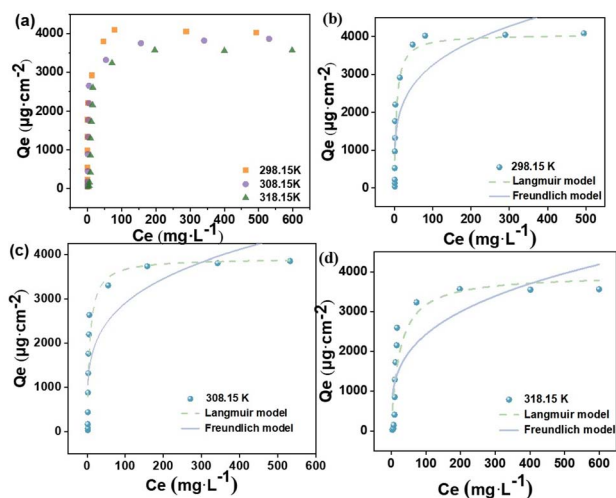 (a)
Qe (μg·cm⁻²)
4000
3000
2000
1000
0
298.15K
308.15K
318.15K
0 100 200 300 400 500 600
Ce (mg·L⁻¹)
(b)
Qe (μg·cm⁻²)
4000
3000
2000
1000
0
298.15 K
Langmuir model
Freundlich model
0 100 200 300 400 500
Ce (mg·L⁻¹)
(c)
Qe (μg·cm⁻²)
4000
3000
2000
1000
0
308.15 K
Langmuir model
Freundlich model
0 100 200 300 400 500 600
Ce (mg·L⁻¹)
(d)
Qe (μg·cm⁻²)
4000
3000
2000
1000
0
318.15 K
Langmuir model
Freundlich model
0 100 200 300 400 500 600
Ce (mg·L⁻¹)